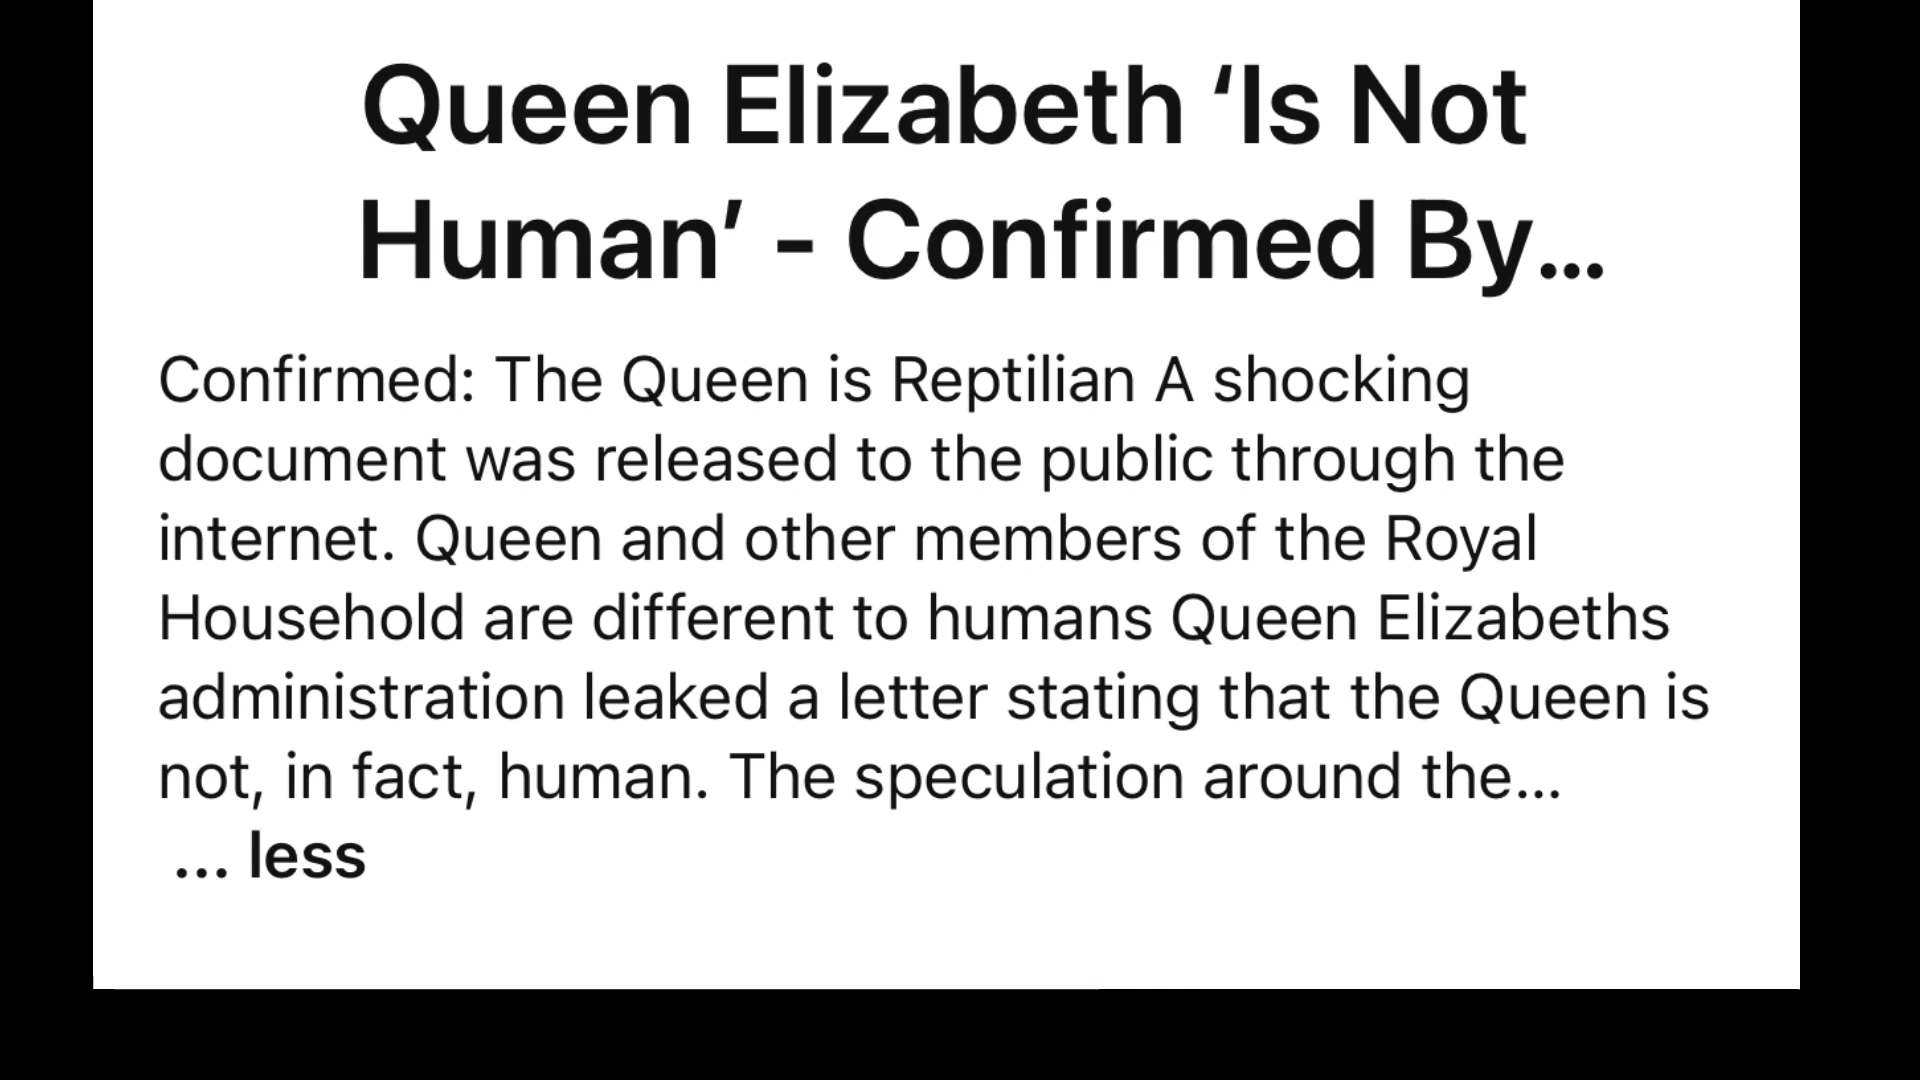 Queen Elizabeth ‘Is Not
Human’ - Confirmed By...
Confirmed: The Queen is Reptilian A shocking
document was released to the public through the
internet. Queen and other members of the Royal
Household are different to humans Queen Elizabeths
administration leaked a letter stating that the Queen is
not, in fact, human. The speculation around the...
... less